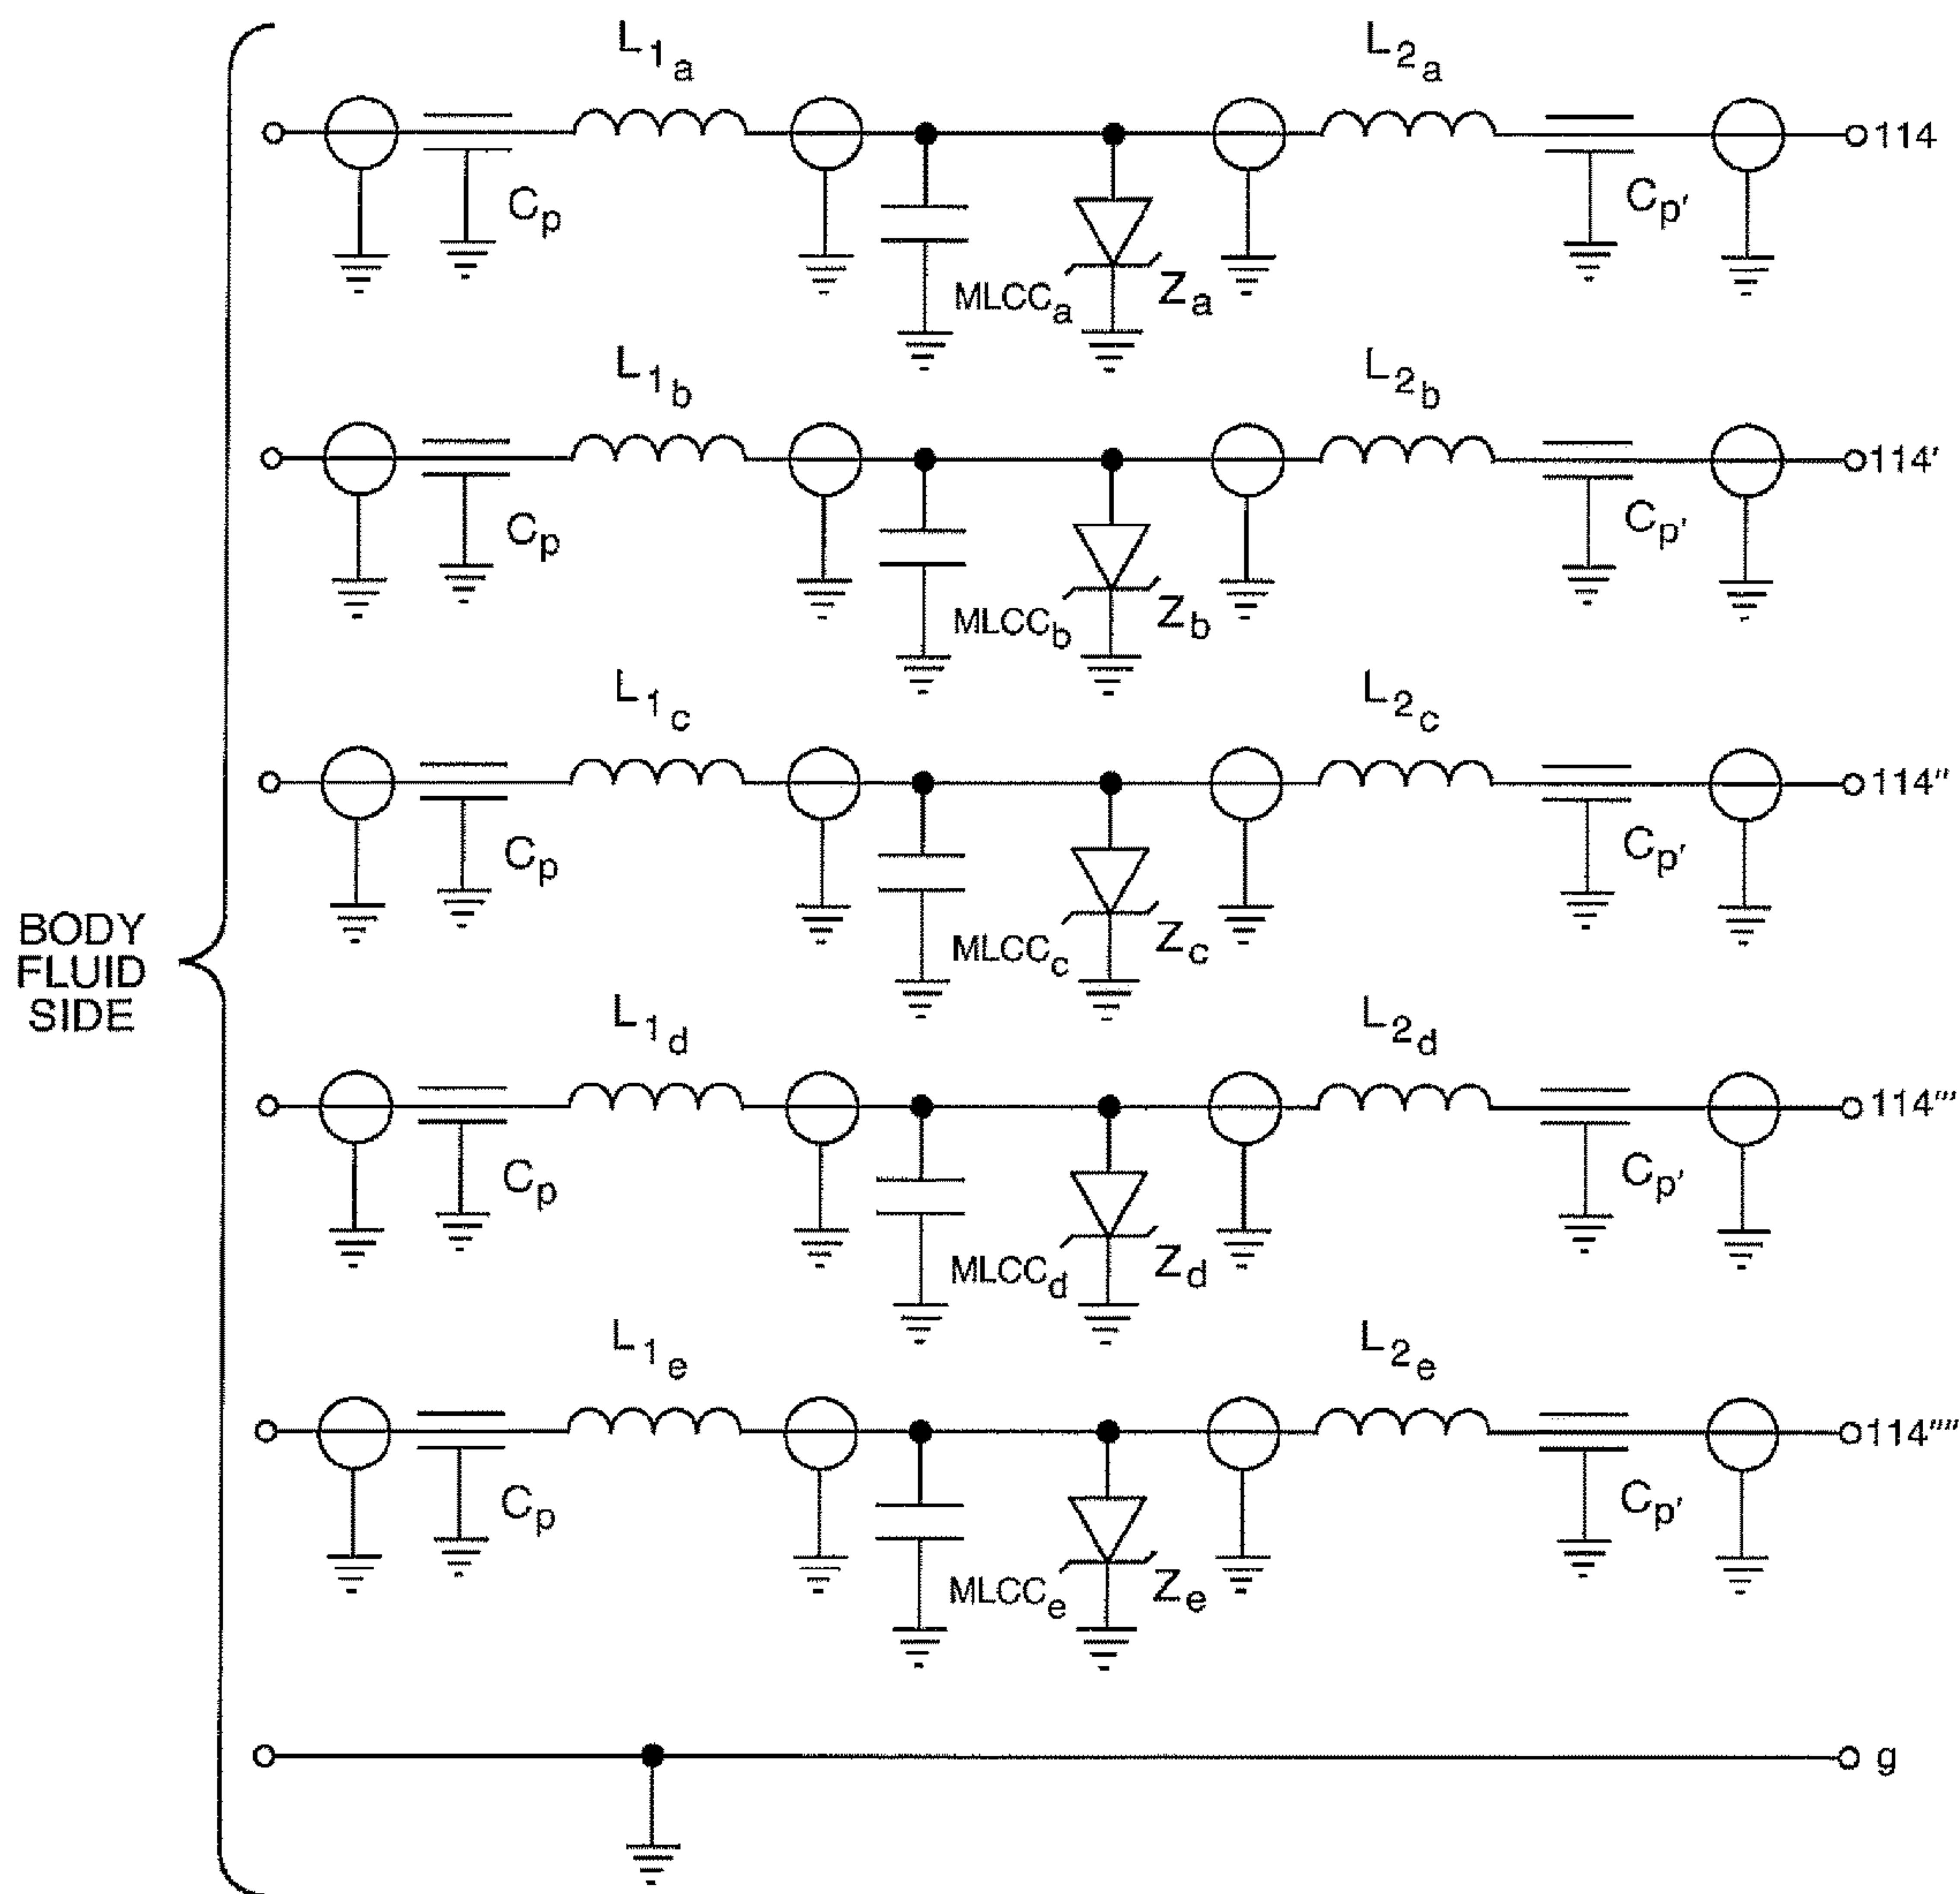 L1a L2a
114
Cp Cp'
MLCCa Za
L1b L2b
114'
Cp Cp'
MLCCb Zb
L1c L2c
114"
Cp Cp'
MLCCc Zc
BODY
FLUID
SIDE
L1d L2d
114'"
Cp Cp'
MLCCd Zd
L1e L2e
114""
Cp Cp'
MLCCe Ze
g